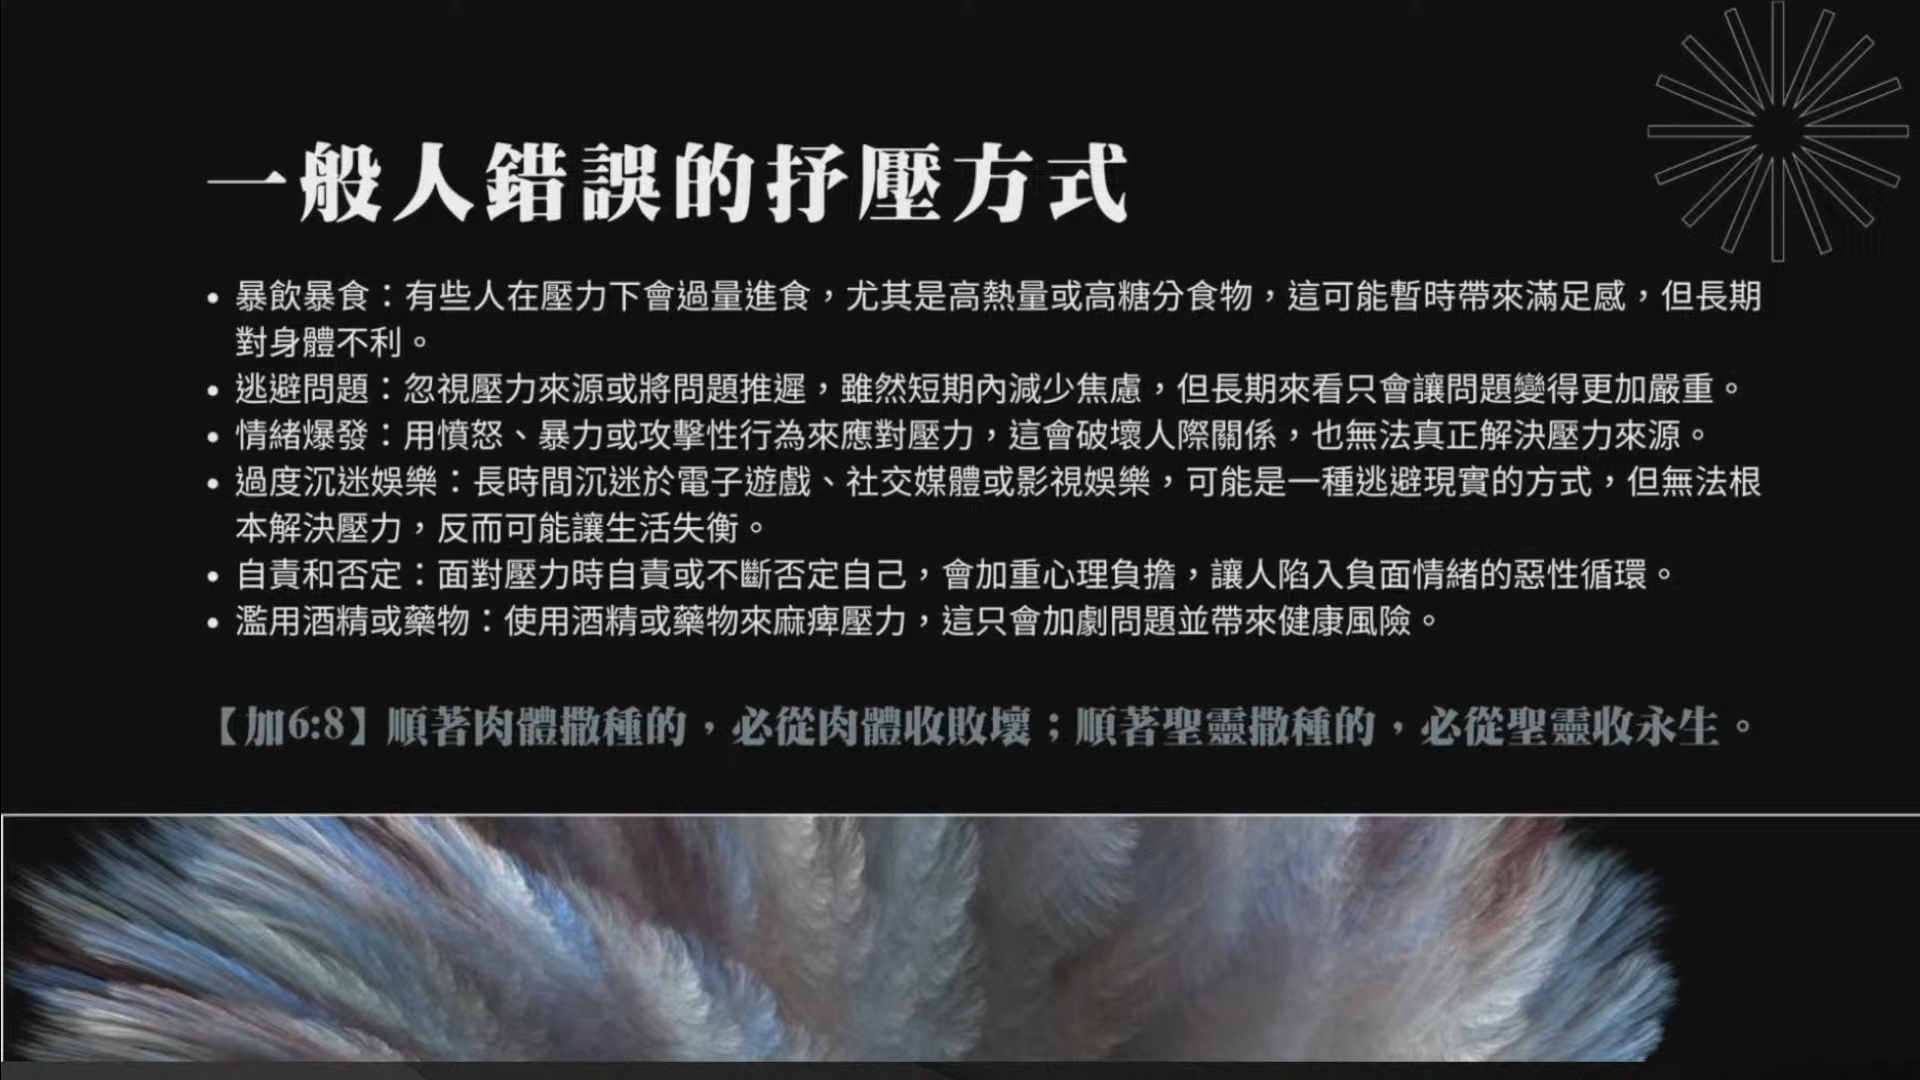 一般人錯誤的抒壓方式
• 暴飲暴食：有些人在壓力下會過量進食，尤其是高熱量或高糖分食物，這可能暫時帶來滿足感，但長期
對身體不利。
• 逃避問題：忽視壓力來源或將問題推遲，雖然短期內減少焦慮，但長期來看只會讓問題變得更加嚴重。
• 情緒爆發：用憤怒、暴力或攻擊性行為來應對壓力，這會破壞人際關係，也無法真正解決壓力來源。
• 過度沉迷娛樂：長時間沉迷於電子遊戲、社交媒體或影視娛樂，可能是一種逃避現實的方式，但無法根
本解決壓力，反而可能讓生活失衡。
• 自責和否定：面對壓力時自責或不斷否定自己，會加重心理負擔，讓人陷入負面情緒的惡性循環。
• 濫用酒精或藥物：使用酒精或藥物來麻痺壓力，這只會加劇問題並帶來健康風險。
【加6:8】順著肉體撒種的，必從肉體收敗壞；順著聖靈撒種的，必從聖靈收永生。